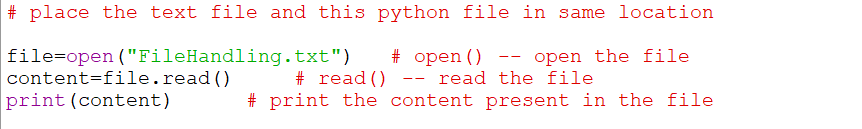 # place the text file and this python file in same location
file=open("FileHandling.txt")   # open() -- open the file
content=file.read()     # read() -- read the file
print(content)      # print the content present in the file